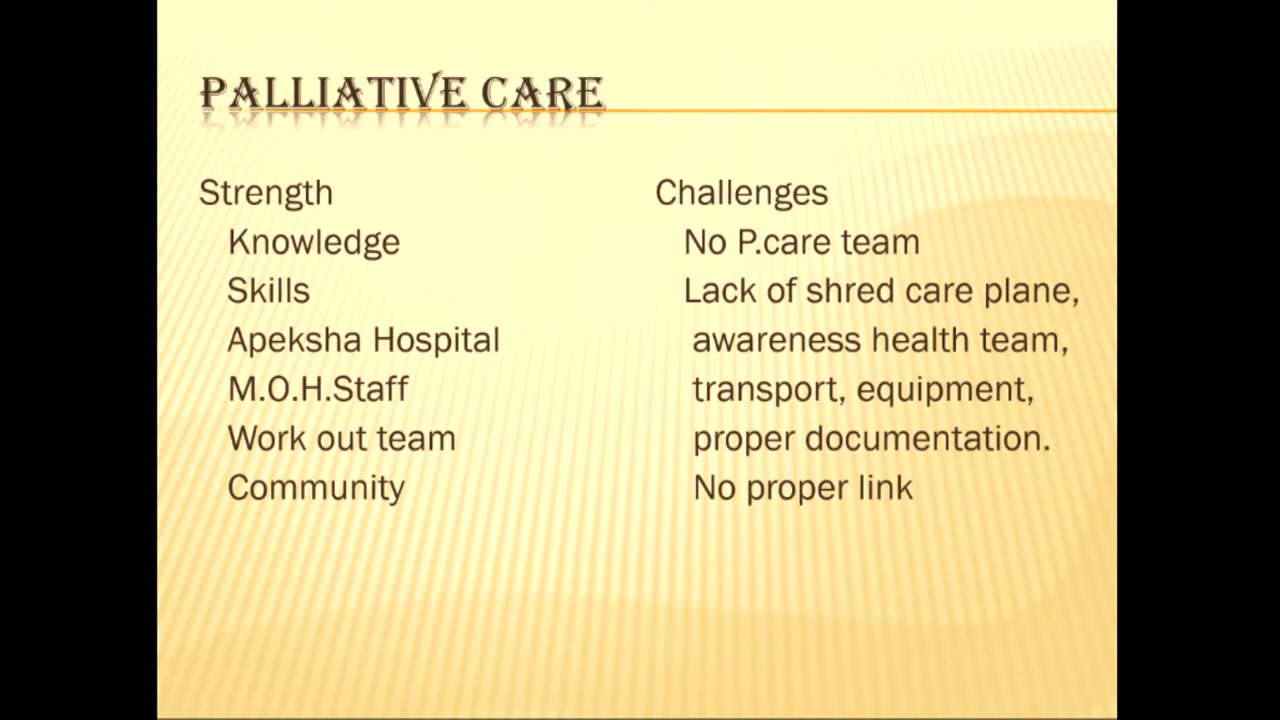 PALLIATIVE CARE
Strength
Knowledge
Skills
Apeksha Hospital
M.O.H.Staff
Work out team
Community
Challenges
No P.care team
Lack of shred care plane,
awareness health team,
transport, equipment,
proper documentation.
No proper link